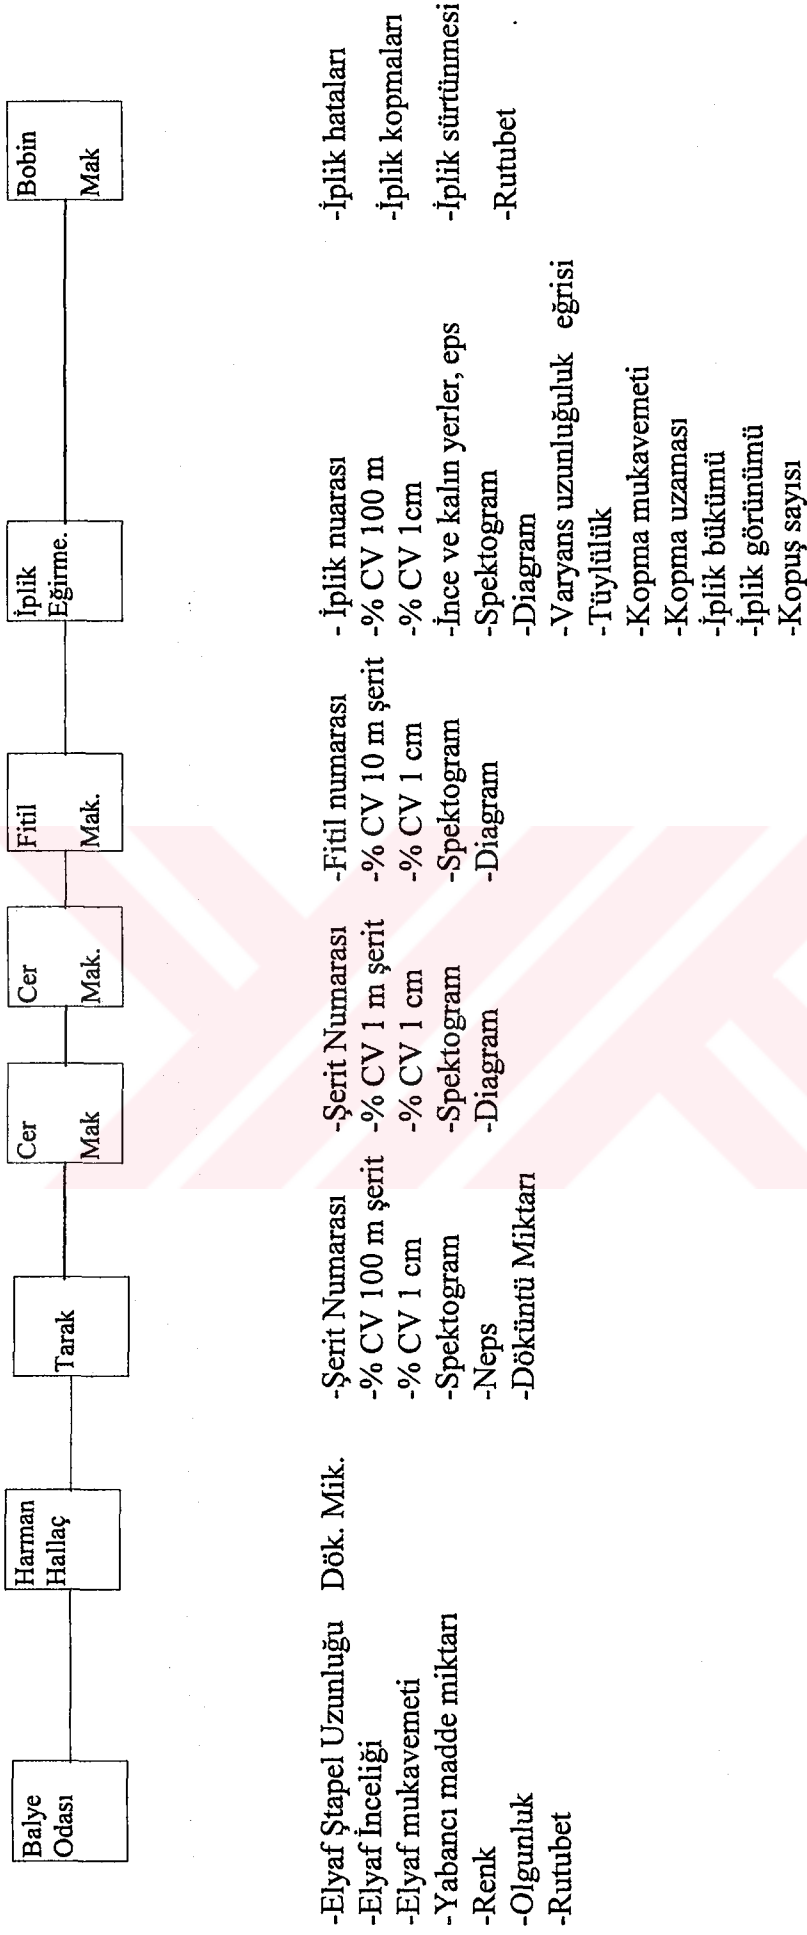 Balye
Odası
Harman
Hallaç
Tarak
Cer
Mak
Cer
Mak.
Fitil
Mak.
İplik
Eğirme.
Bobin
Mak
-Elyaf Ştapel Uzunluğu
-Elyaf İnceliği
-Elyaf mukavemeti
-Yabancı madde miktarı
-Renk
-Olgunluk
-Rutubet
Dök. Mik.
-Şerit Numarası
-% CV 100 m şerit
-% CV 1 cm
-Spektogram
-Neps
-Döküntü Miktarı
-Şerit Numarası
-% CV 1 m şerit
-% CV 1 cm
-Spektogram
-Diagram
-Fitil numarası
-% CV 10 m şerit
-% CV 1 cm
-Spektogram
-Diagram
- İplik nuarası
-% CV 100 m
-% CV 1cm
-İnce ve kalın yerler, eps
-Spektogram
-Diagram
-Varyans uzunluğuluk eğrisi
-Tüylülük
-Kopma mukavemeti
-Kopma uzaması
-İplik bükümü
-İplik görünümü
-Kopuş sayısı
-İplik hataları
-İplik kopmaları
-İplik sürtünmesi
-Rutubet